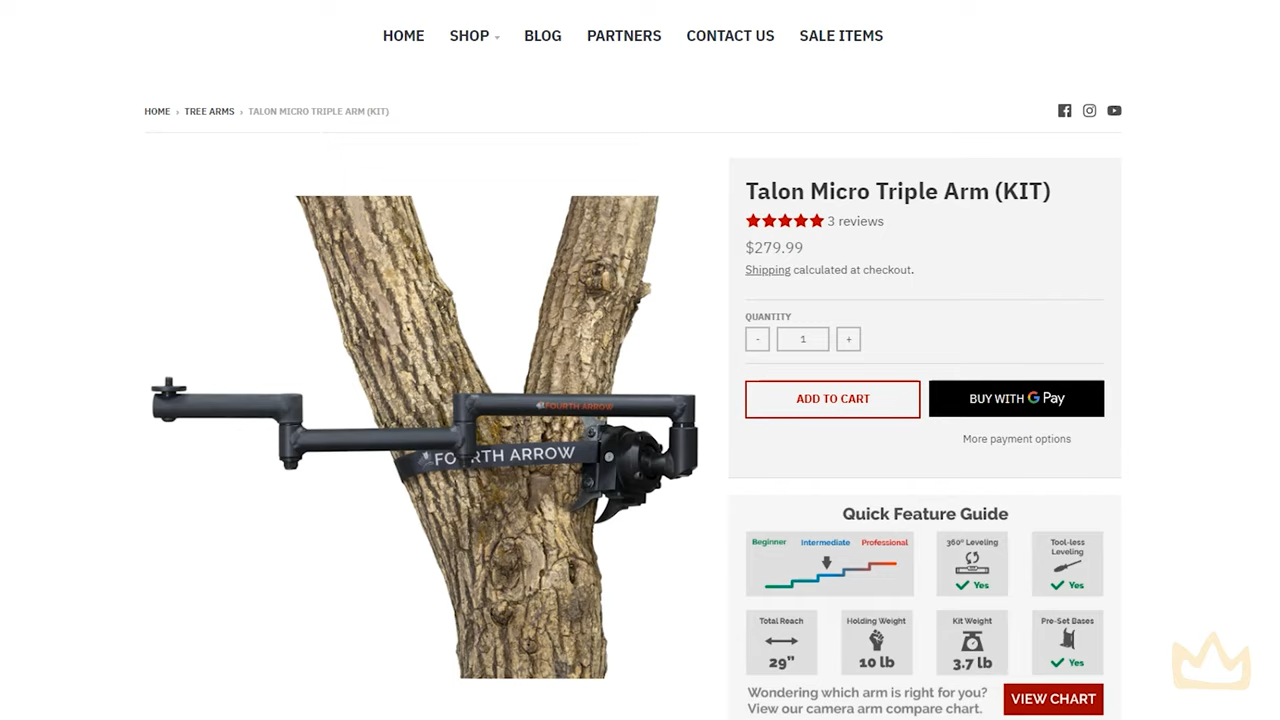 HOME SHOP BLOG PARTNERS CONTACT US SALE ITEMS
HOME › TREE ARMS › TALON MICRO TRIPLE ARM (KIT)
Talon Micro Triple Arm (KIT)
3 reviews
$279.99
Shipping calculated at checkout.
QUANTITY
- 1 +
ADD TO CART
BUY WITH G Pay
More payment options
FOURTH ARROW
FOURTH ARROW
Quick Feature Guide
Beginner Intermediate Professional
360º Leveling
Yes
Tool-less
Leveling
Yes
Total Reach
29”
Holding Weight
10 lb
Kit Weight
3.7 lb
Pre-Set Bases
Yes
Wondering which arm is right for you?
View our camera arm compare chart.
VIEW CHART